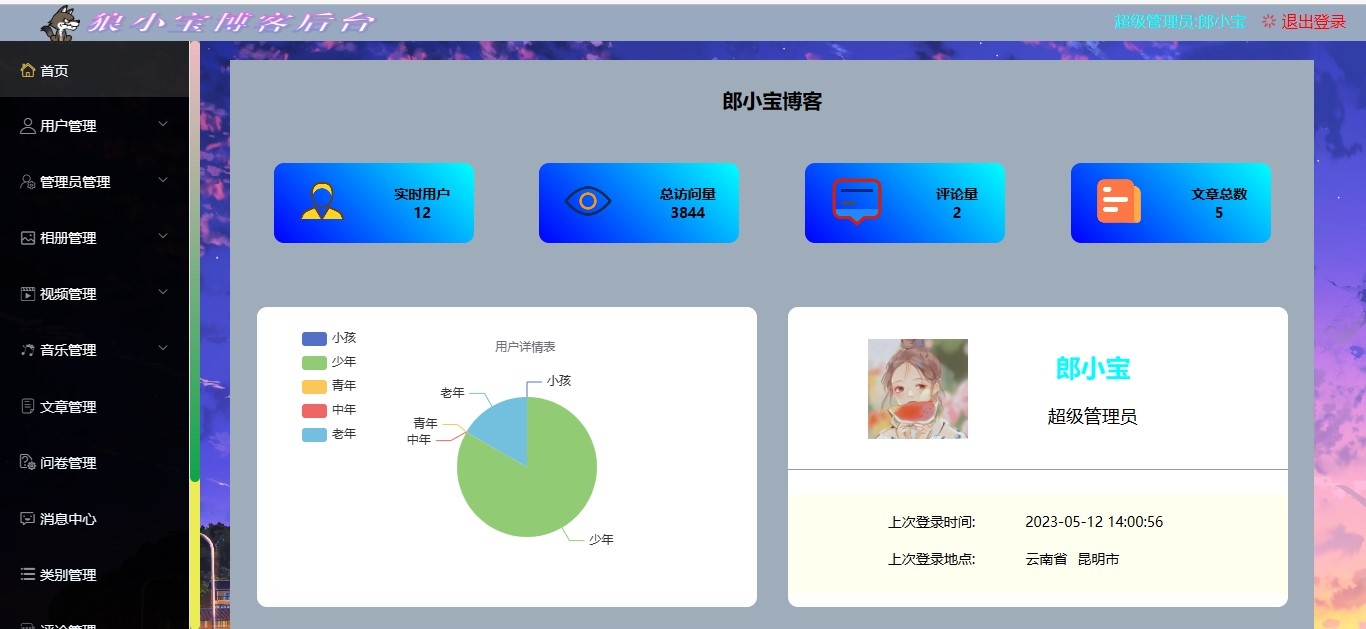 狼小宝博客后台
超级管理员:郎小宝 退出登录
首页
用户管理
管理员管理
相册管理
视频管理
音乐管理
文章管理
问卷管理
消息中心
类别管理
评论管理
郎小宝博客
实时用户
12
总访问量
3844
评论量
2
文章总数
5
小孩
少年
青年
中年
老年
用户详情表
小孩
老年
青年
中年
少年
郎小宝
超级管理员
上次登录时间: 2023-05-12 14:00:56
上次登录地点: 云南省 昆明市